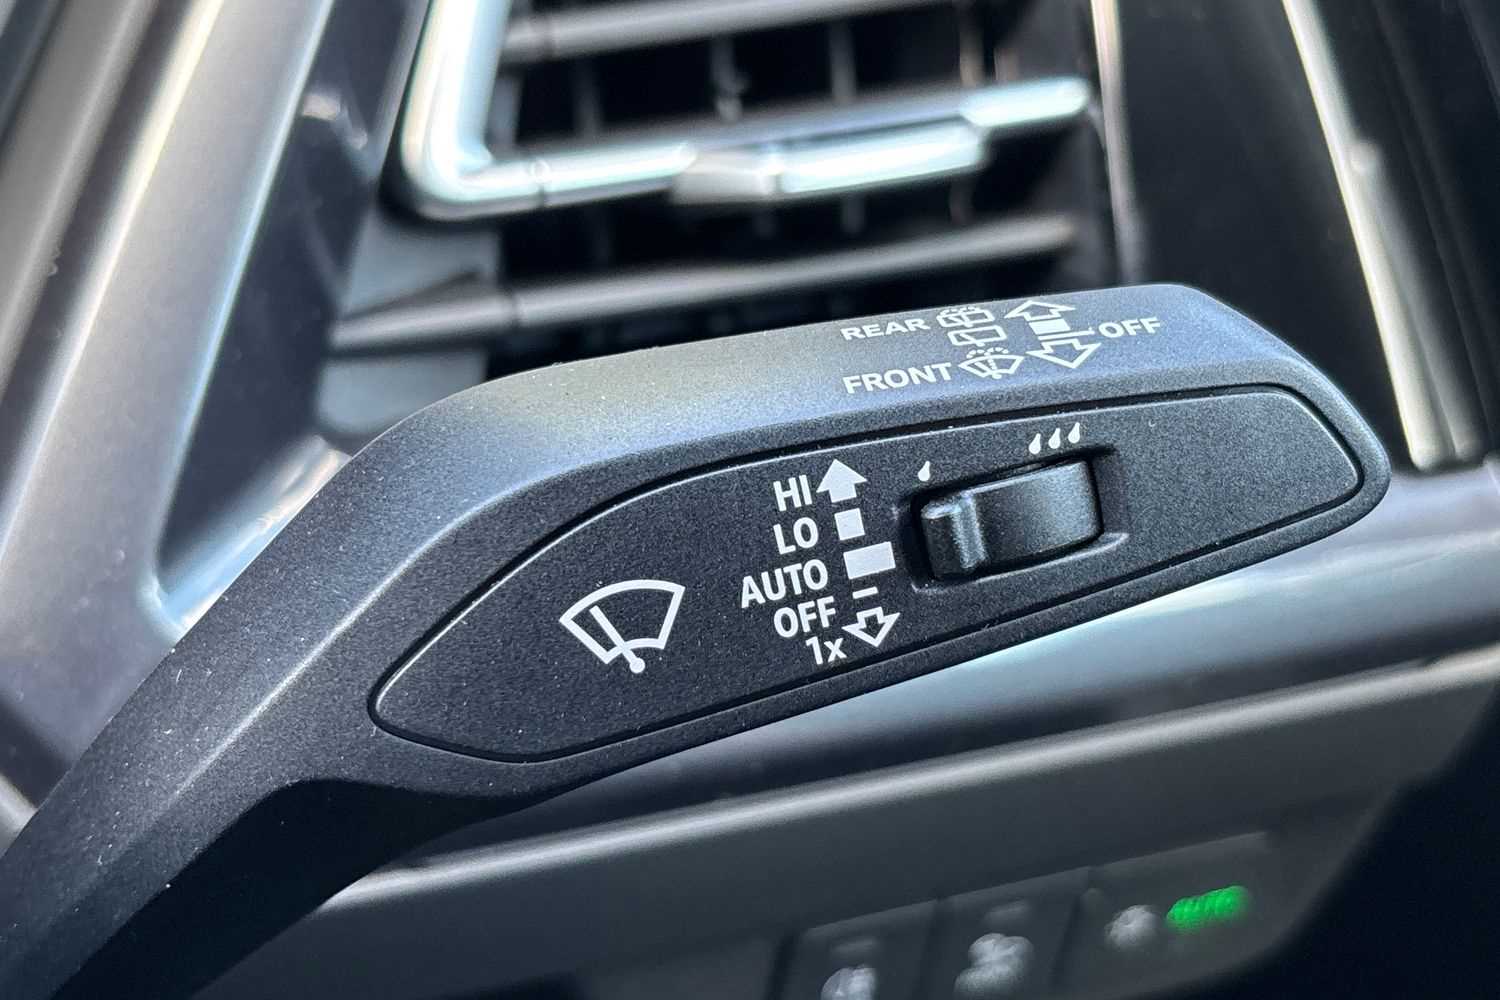 REAR OFF
FRONT
HI
LO
AUTO
OFF
1x